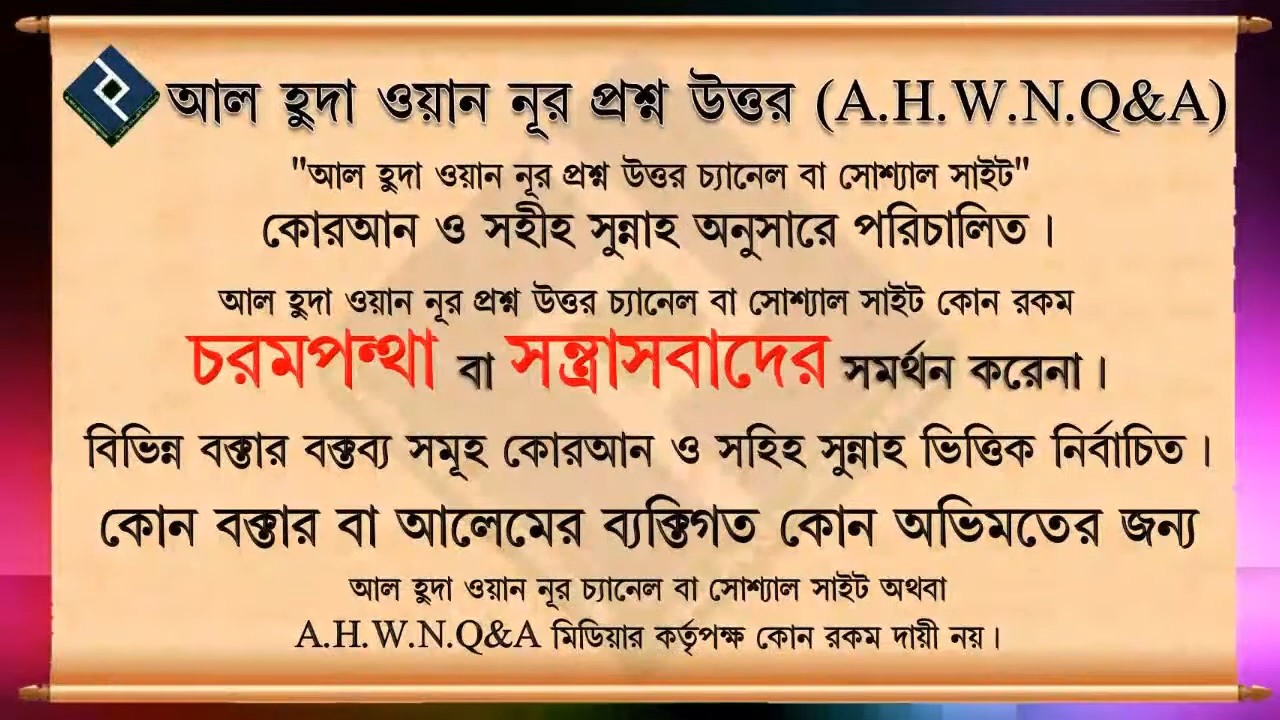 আল হুদা ওয়ান নূর প্রশ্ন উত্তর (A.H.W.N.Q&A)
"আল হুদা ওয়ান নূর প্রশ্ন উত্তর চ্যানেল বা সোশ্যাল সাইট"
কোরআন ও সহীহ সুন্নাহ অনুসারে পরিচালিত।
আল হুদা ওয়ান নূর প্রশ্ন উত্তর চ্যানেল বা সোশ্যাল সাইট কোন রকম
চরমপন্থা বা সন্ত্রাসবাদের সমর্থন করেনা।
বিভিন্ন বক্তার বক্তব্য সমূহ কোরআন ও সহিহ সুন্নাহ ভিত্তিক নির্বাচিত।
কোন বক্তার বা আলেমের ব্যক্তিগত কোন অভিমতের জন্য
আল হুদা ওয়ান নূর চ্যানেল বা সোশ্যাল সাইট অথবা
A.H.W.N.Q&A মিডিয়ার কর্তৃপক্ষ কোন রকম দায়ী নয়।